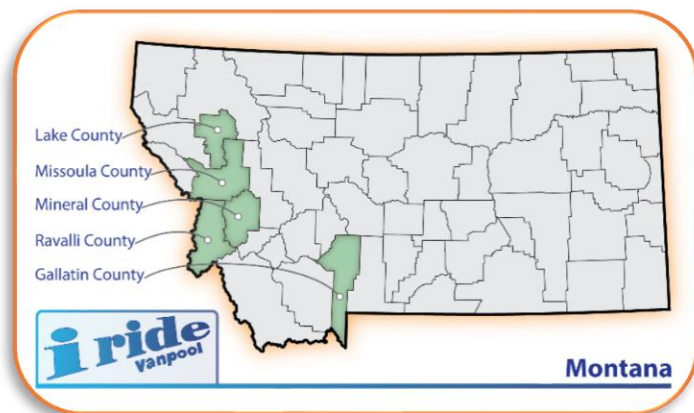 Lake County
Missoula County
Mineral County
Ravalli County
Gallatin County
i ride
Vanpool
Montana